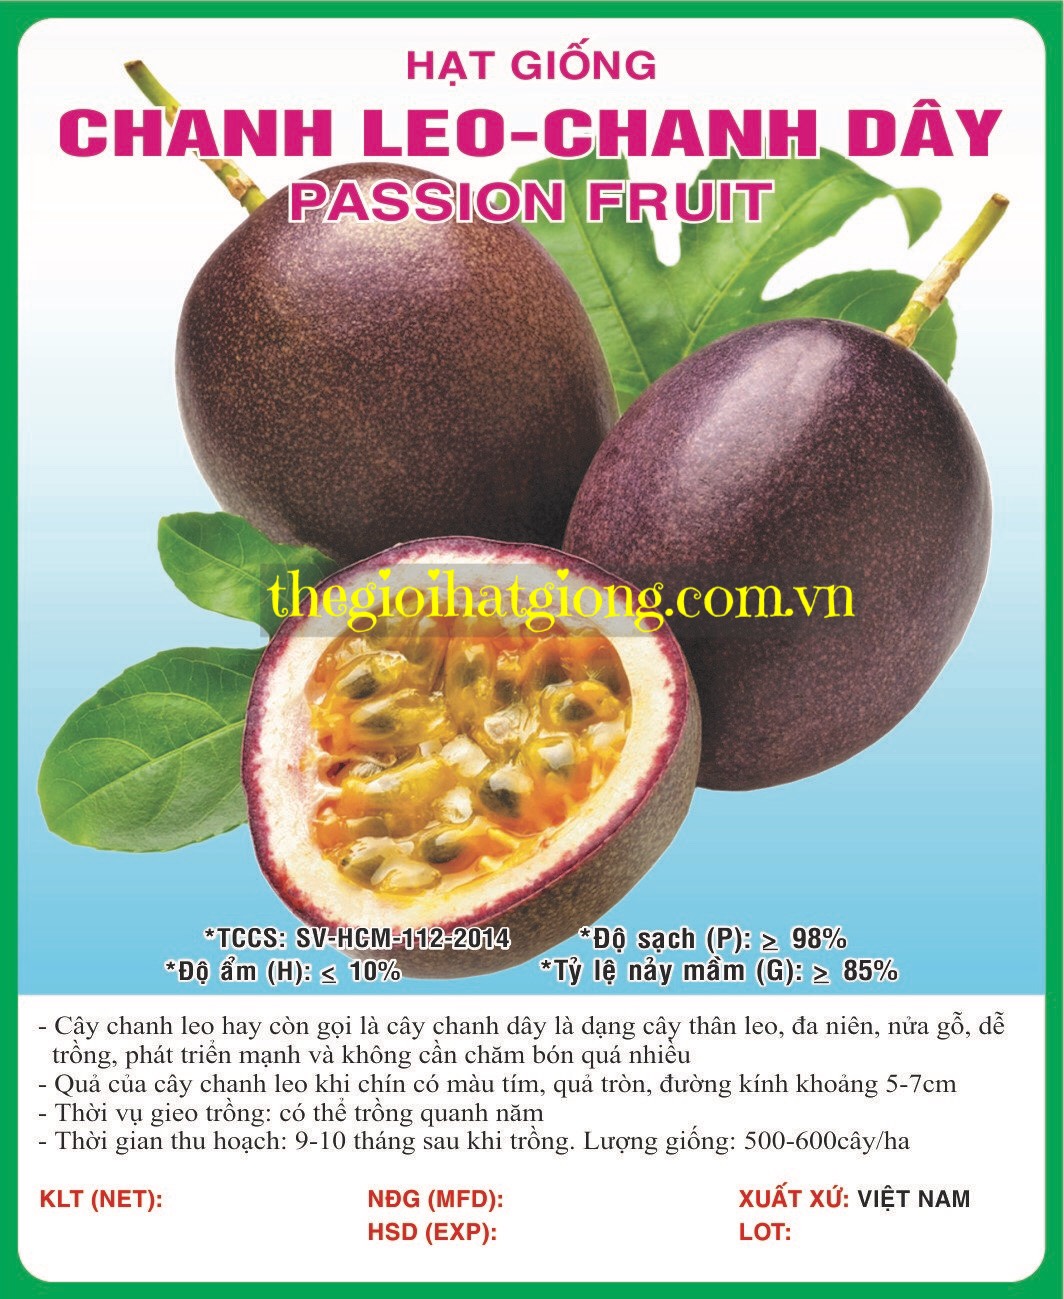 HẠT GIỐNG
CHANH LEO-CHANH DÂY
PASSION FRUIT
thegioihatgiong.com.vn
*TCCS: SV-HCM-112-2014 *Độ sạch (P): ≥ 98%
*Độ ẩm (H): ≤ 10% *Tỷ lệ nảy mầm (G): ≥ 85%
- Cây chanh leo hay còn gọi là cây chanh dây là dạng cây thân leo, đa niên, nửa gỗ, dễ
trồng, phát triển mạnh và không cần chăm bón quá nhiều
- Quả của cây chanh leo khi chín có màu tím, quả tròn, đường kính khoảng 5-7cm
- Thời vụ gieo trồng: có thể trồng quanh năm
- Thời gian thu hoạch: 9-10 tháng sau khi trồng. Lượng giống: 500-600cây/ha
KLT (NET): NĐG (MFD): XUẤT XỨ: VIỆT NAM
HSD (EXP): LOT: